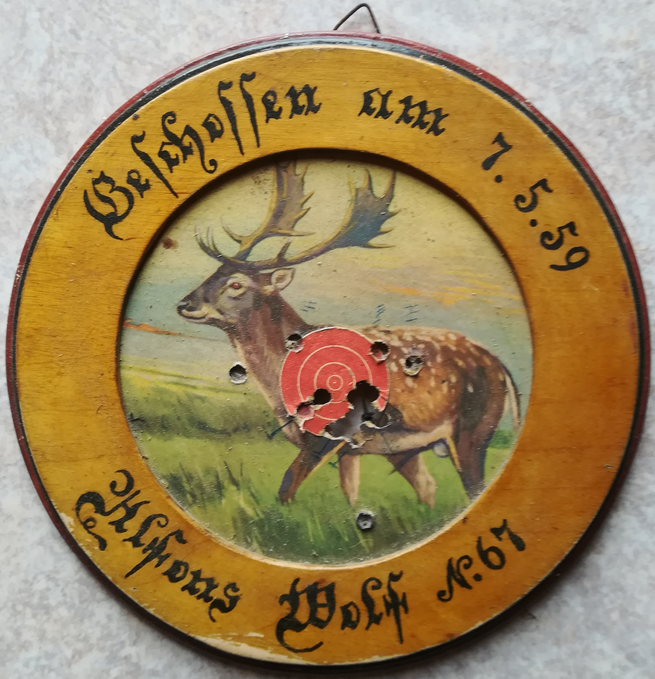 Geschossen am 7.5.59
Alfons Wolf N.67